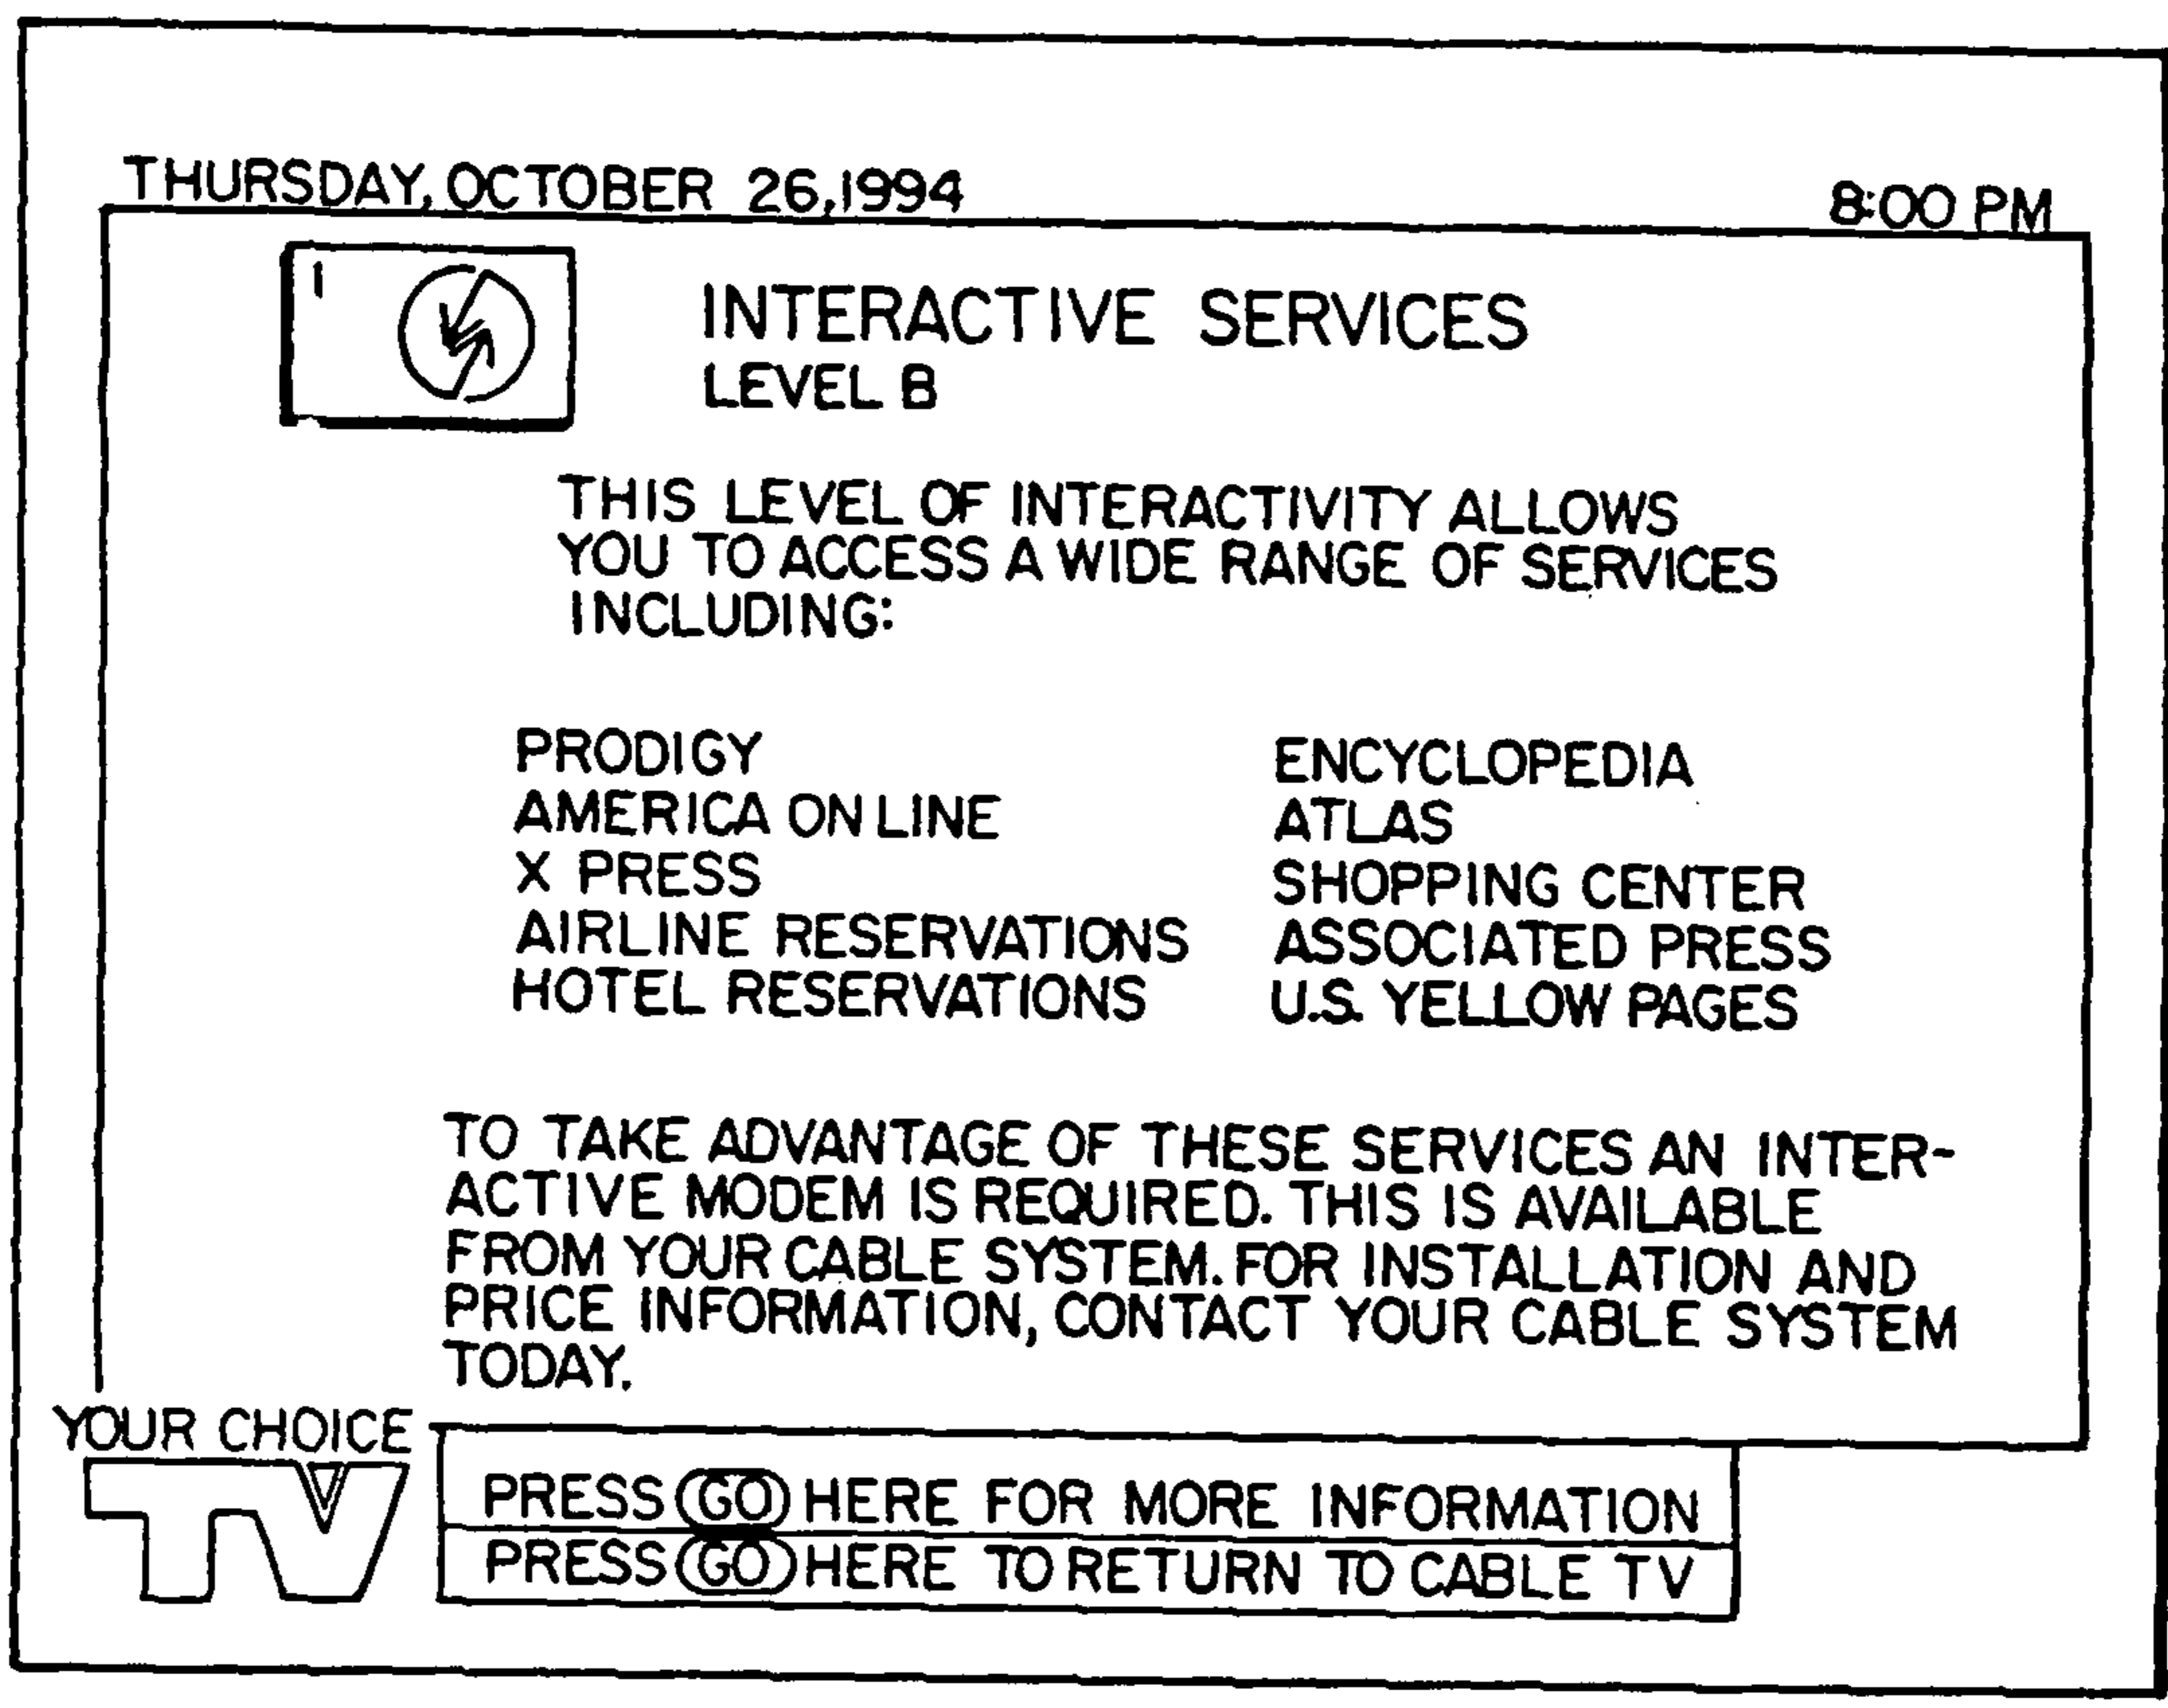 THURSDAY, OCTOBER 26, 1994 8:00 PM
1
INTERACTIVE SERVICES
LEVEL B
THIS LEVEL OF INTERACTIVITY ALLOWS
YOU TO ACCESS A WIDE RANGE OF SERVICES
INCLUDING:
PRODIGY
AMERICA ON LINE
X PRESS
AIRLINE RESERVATIONS
HOTEL RESERVATIONS
ENCYCLOPEDIA
ATLAS
SHOPPING CENTER
ASSOCIATED PRESS
U.S. YELLOW PAGES
TO TAKE ADVANTAGE OF THESE SERVICES AN INTER-
ACTIVE MODEM IS REQUIRED. THIS IS AVAILABLE
FROM YOUR CABLE SYSTEM. FOR INSTALLATION AND
PRICE INFORMATION, CONTACT YOUR CABLE SYSTEM
TODAY.
YOUR CHOICE
TV
PRESS GO HERE FOR MORE INFORMATION
PRESS GO HERE TO RETURN TO CABLE TV